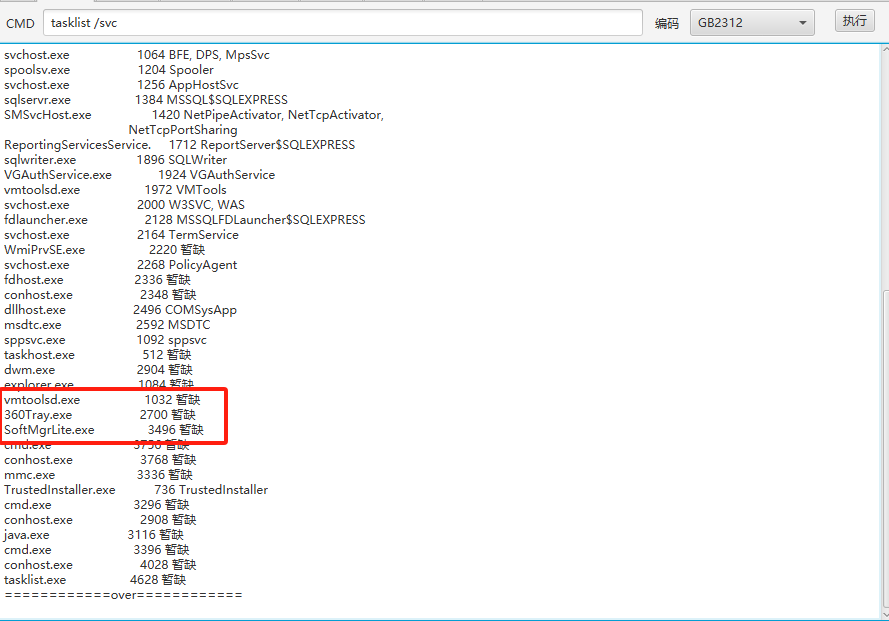 CMD tasklist /svc 编码 GB2312 执行
svchost.exe 1064 BFE, DPS, MpsSvc
spoolsv.exe 1204 Spooler
svchost.exe 1256 AppHostSvc
sqlservr.exe 1384 MSSQL$SQLEXPRESS
SMSvcHost.exe 1420 NetPipeActivator, NetTcpActivator,
NetTcpPortSharing
ReportingServicesService. 1712 ReportServer$SQLEXPRESS
sqlwriter.exe 1896 SQLWriter
VGAuthService.exe 1924 VGAuthService
vmtoolsd.exe 1972 VMTools
svchost.exe 2000 W3SVC, WAS
fdlauncher.exe 2128 MSSQLFDLauncher$SQLEXPRESS
svchost.exe 2164 TermService
WmiPrvSE.exe 2220 暂缺
svchost.exe 2268 PolicyAgent
fdhost.exe 2336 暂缺
conhost.exe 2348 暂缺
dllhost.exe 2496 COMSysApp
msdtc.exe 2592 MSDTC
sppsvc.exe 1092 sppsvc
taskhost.exe 512 暂缺
dwm.exe 2904 暂缺
explorer.exe 1084 暂缺
vmtoolsd.exe 1032 暂缺
360Tray.exe 2700 暂缺
SoftMgrLite.exe 3496 暂缺
cmd.exe 3756 暂缺
conhost.exe 3768 暂缺
mmc.exe 3336 暂缺
TrustedInstaller.exe 736 TrustedInstaller
cmd.exe 3296 暂缺
conhost.exe 2908 暂缺
java.exe 3116 暂缺
cmd.exe 3396 暂缺
conhost.exe 4028 暂缺
tasklist.exe 4628 暂缺
============over============